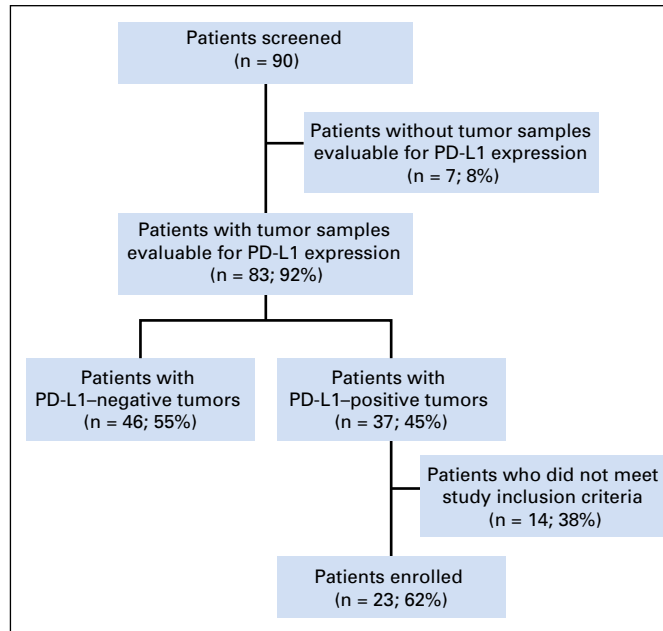 Patients screened
(n = 90)
Patients without tumor samples
evaluable for PD-L1 expression
(n = 7; 8%)
Patients with tumor samples
evaluable for PD-L1 expression
(n = 83; 92%)
Patients with
PD-L1–negative tumors
(n = 46; 55%)
Patients with
PD-L1–positive tumors
(n = 37; 45%)
Patients who did not meet
study inclusion criteria
(n = 14; 38%)
Patients enrolled
(n = 23; 62%)